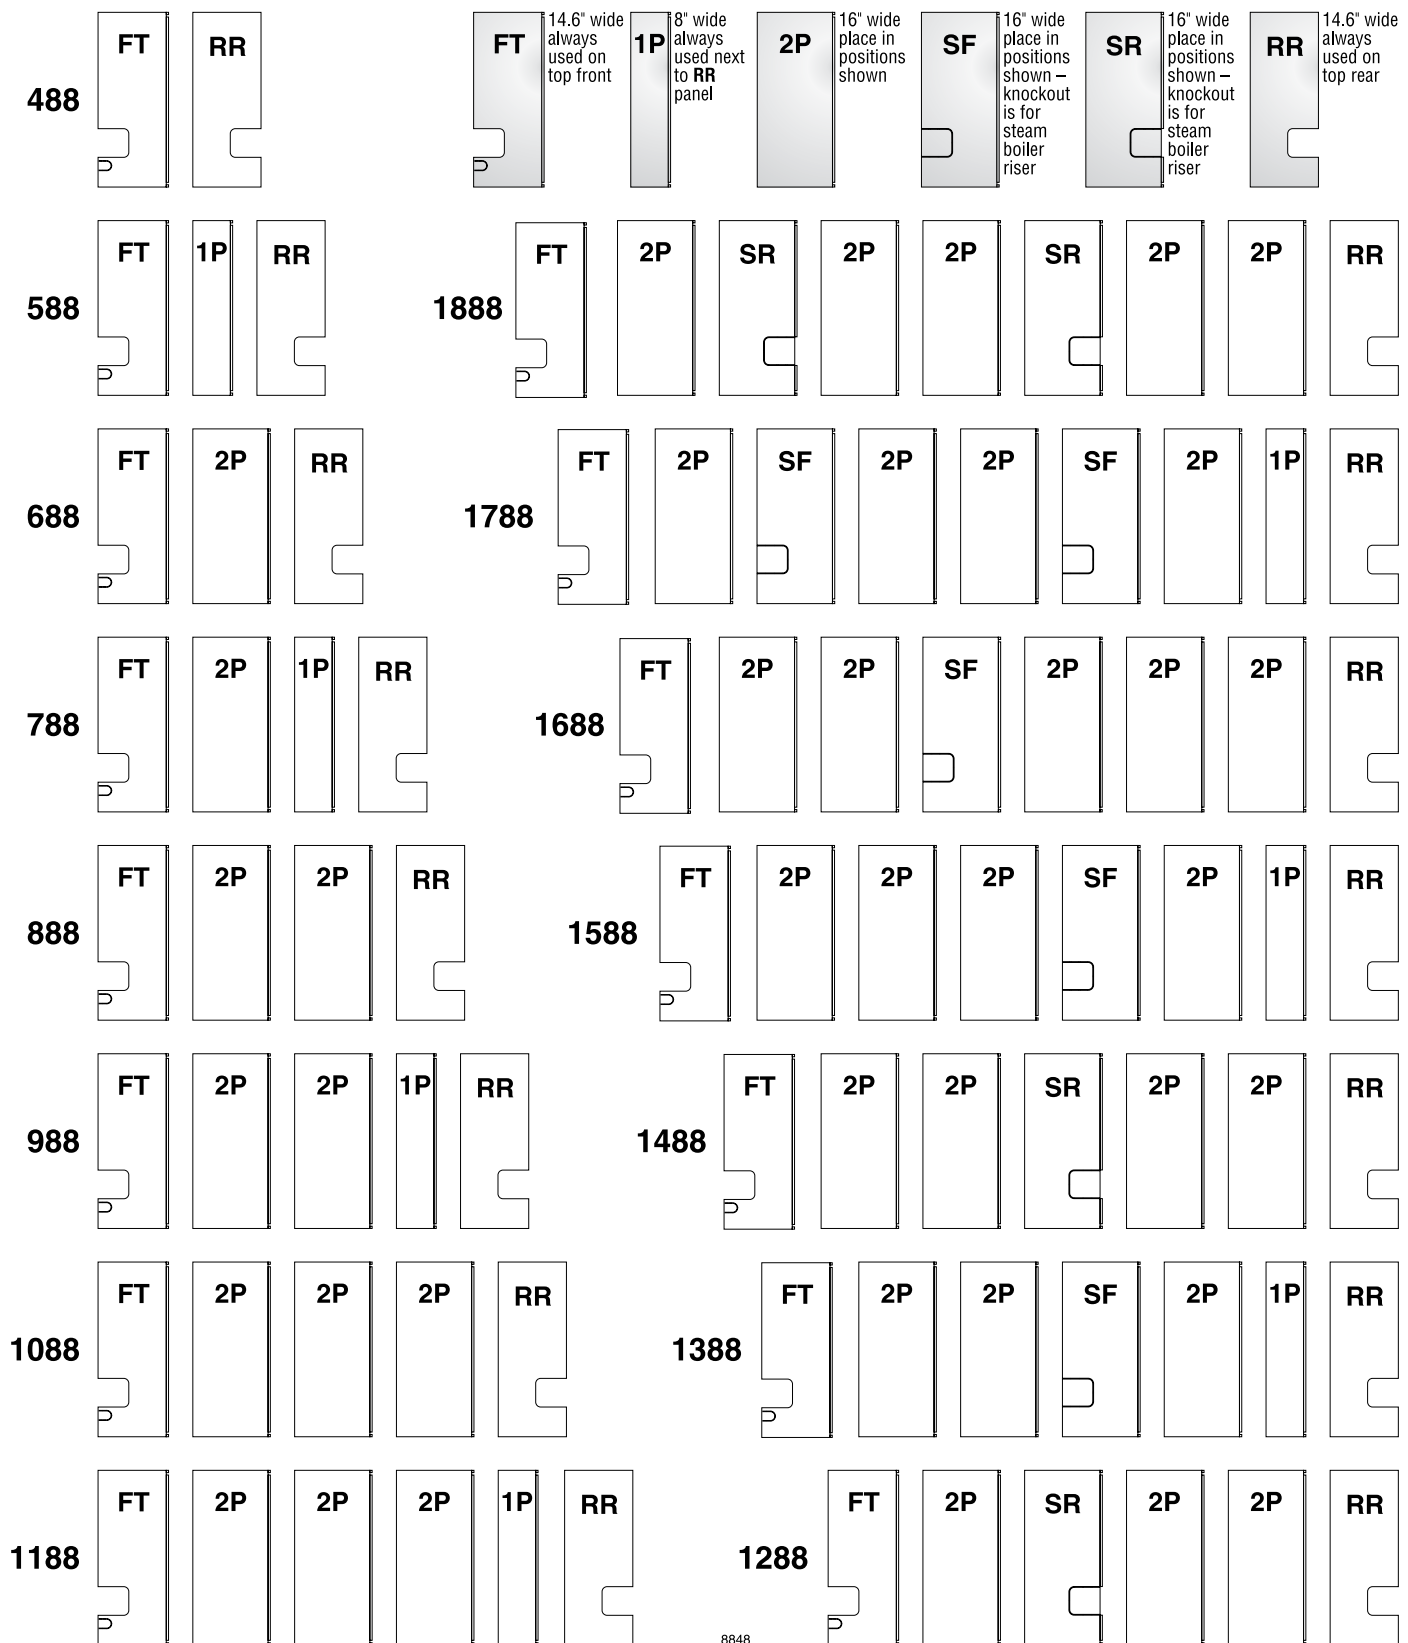 488
FT
RR
FT
14.6" wide
always
used on
top front
1P
8" wide
always
used next
to RR
panel
2P
16" wide
place in
positions
shown
SF
16" wide
place in
positions
shown –
knockout
is for
steam
boiler
riser
SR
16" wide
place in
positions
shown –
knockout
is for
steam
boiler
riser
RR
14.6" wide
always
used on
top rear
588
FT 1P RR
1888
FT 2P SR 2P 2P SR 2P 2P RR
688
FT 2P RR
1788
FT 2P SF 2P 2P SF 2P 1P RR
788
FT 2P 1P RR
1688
FT 2P 2P SF 2P 2P 2P RR
888
FT 2P 2P RR
1588
FT 2P 2P 2P SF 2P 1P RR
988
FT 2P 2P 1P RR
1488
FT 2P 2P SR 2P 2P RR
1088
FT 2P 2P 2P RR
1388
FT 2P 2P SF 2P 1P RR
1188
FT 2P 2P 2P 1P RR
1288
FT 2P SR 2P 2P RR
8848